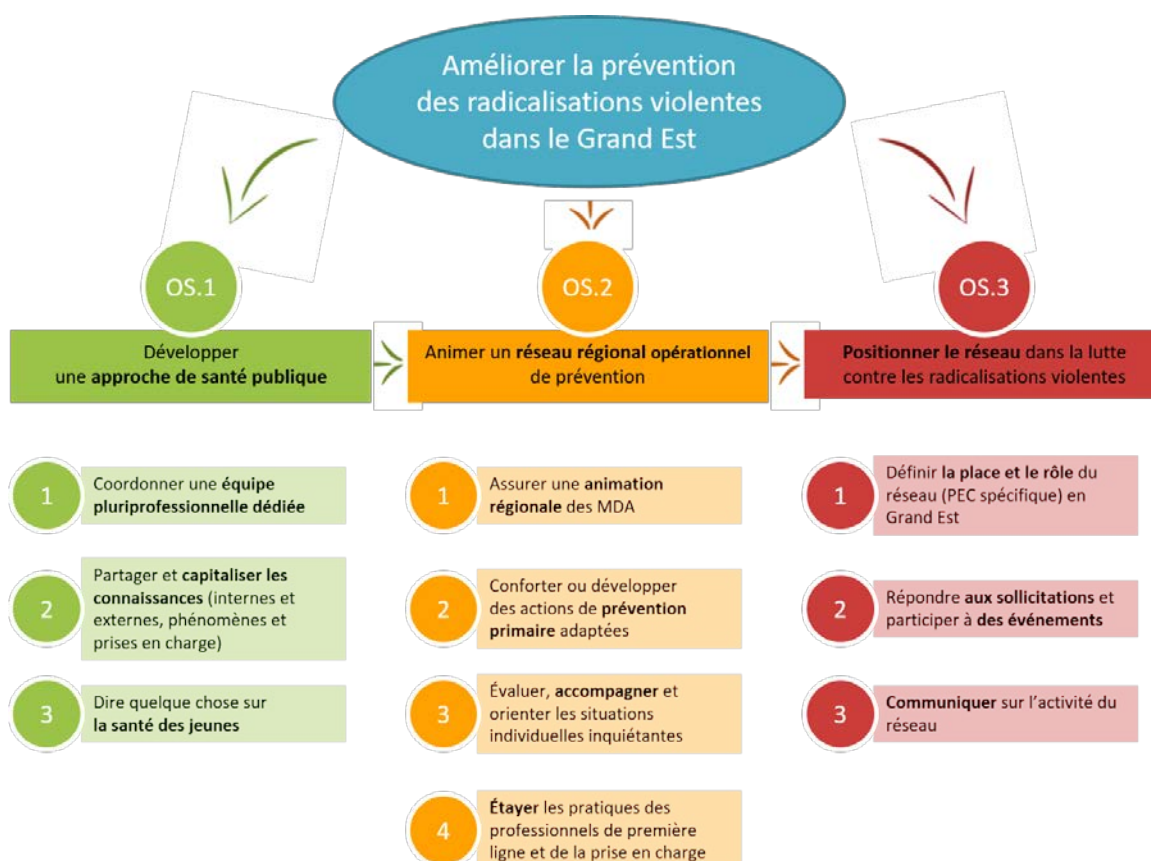 Améliorer la prévention
des radicalisations violentes
dans le Grand Est
OS.1
Développer
une approche de santé publique
1
Coordonner une équipe
pluriprofessionnelle dédiée
2
Partager et capitaliser les
connaissances (internes et
externes, phénomènes et
prises en charge)
3
Dire quelque chose sur
la santé des jeunes
OS.2
Animer un réseau régional opérationnel
de prévention
1
Assurer une animation
régionale des MDA
2
Conforter ou développer
des actions de prévention
primaire adaptées
3
Évaluer, accompagner et
orienter les situations
individuelles inquiétantes
4
Étayer les pratiques des
professionnels de première
ligne et de la prise en charge
OS.3
Positionner le réseau dans la lutte
contre les radicalisations violentes
1
Définir la place et le rôle du
réseau (PEC spécifique) en
Grand Est
2
Répondre aux sollicitations et
participer à des événements
3
Communiquer sur l'activité du
réseau